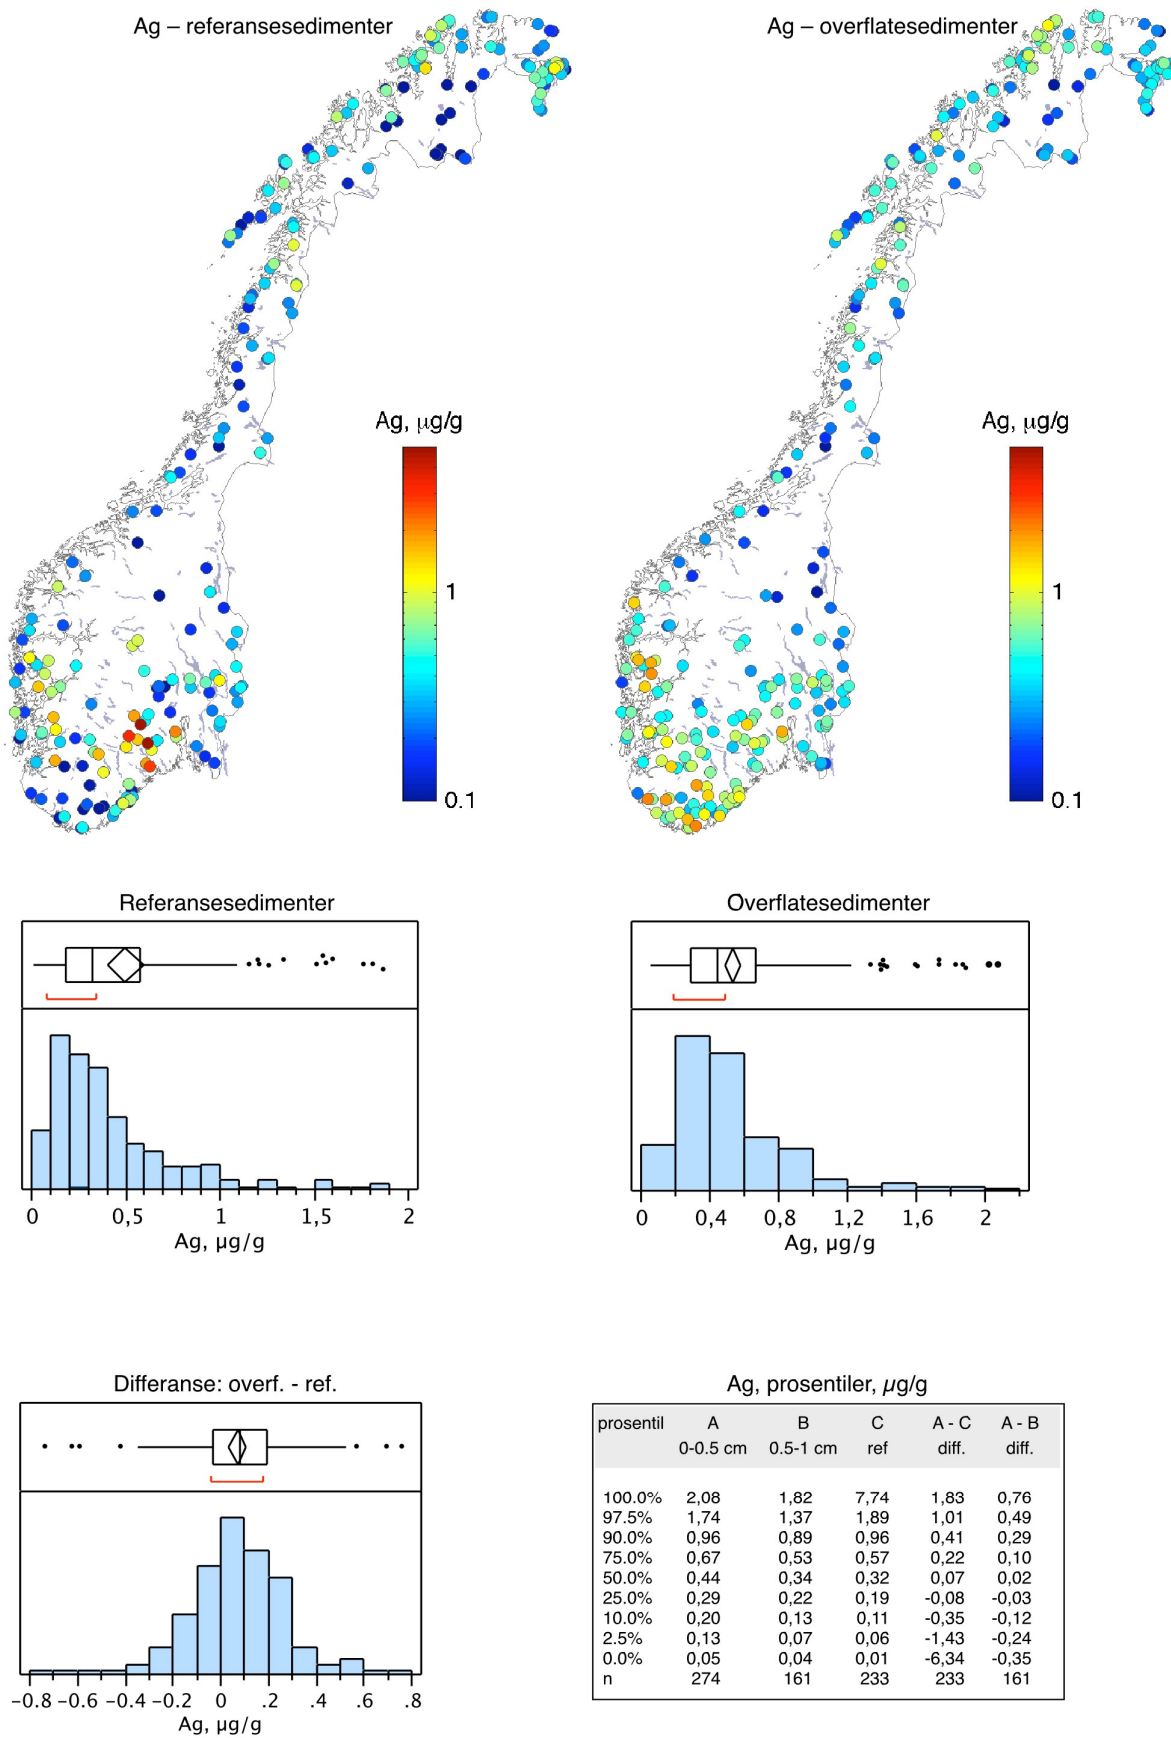 Ag – referansesedimenter
Ag – overflatesedimenter
Ag, µg/g
1
0.1
Ag, µg/g
1
0.1
Referansesedimenter
0 0,5 1 1,5 2
Ag, µg/g
Overflatesedimenter
0 0,4 0,8 1,2 1,6 2
Ag, µg/g
Differanse: overf. - ref.
−0.8 −0.6 −0.4 −0.2 0 .2 .4 .6 .8
Ag, µg/g
Ag, prosentiler, µg/g
prosentil A B C A - C A - B
0-0.5 cm 0.5-1 cm ref diff. diff.
100.0% 2,08 1,82 7,74 1,83 0,76
97.5% 1,74 1,37 1,89 1,01 0,49
90.0% 0,96 0,89 0,96 0,41 0,29
75.0% 0,67 0,53 0,57 0,22 0,10
50.0% 0,44 0,34 0,32 0,07 0,02
25.0% 0,29 0,22 0,19 -0,08 -0,03
10.0% 0,20 0,13 0,11 -0,35 -0,12
2.5% 0,13 0,07 0,06 -1,43 -0,24
0.0% 0,05 0,04 0,01 -6,34 -0,35
n 274 161 233 233 161